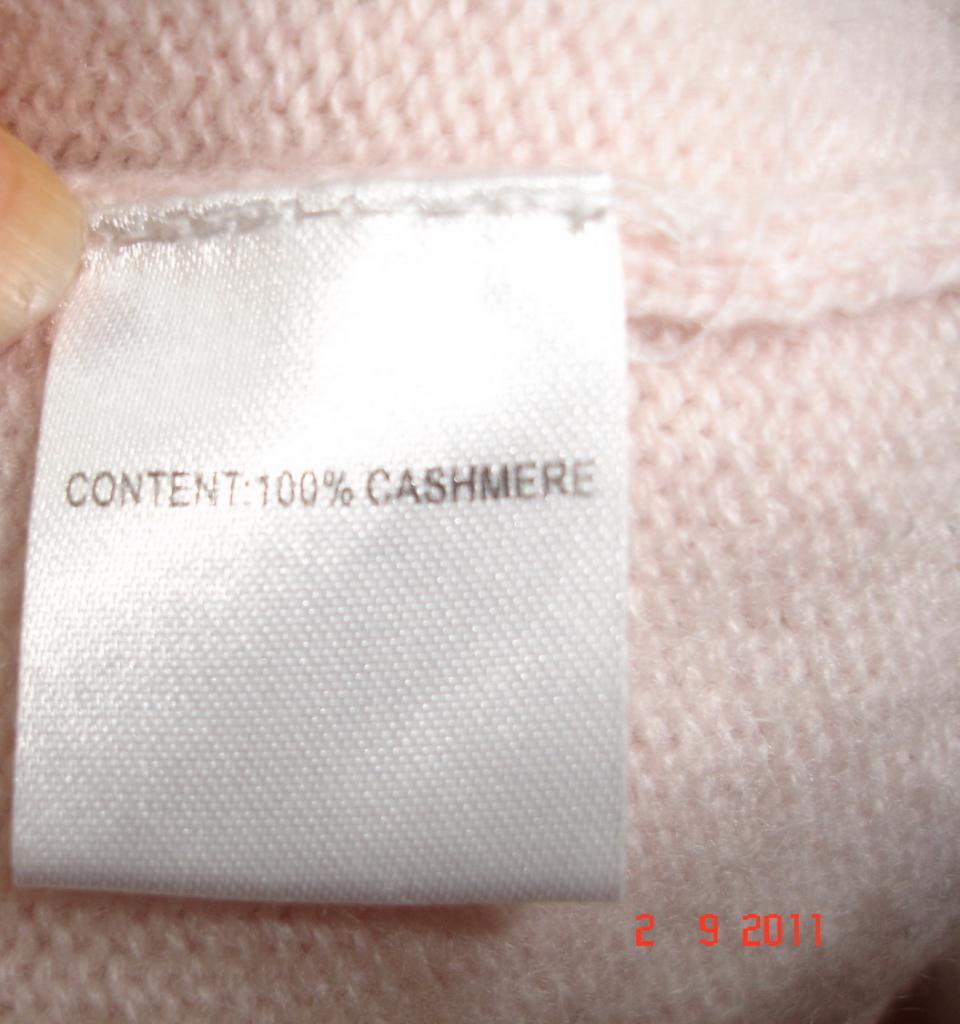 CONTENT:100% CASHMERE
2 9 2011